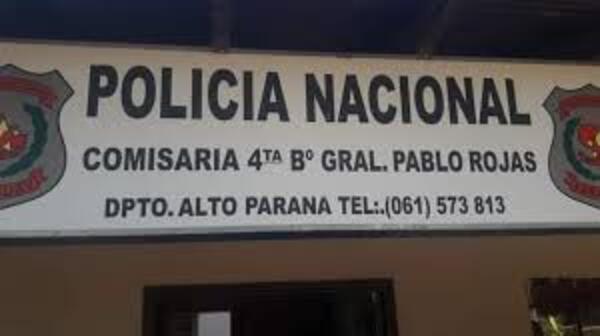 POLICIA NACIONAL
COMISARIA 4TA Bº GRAL. PABLO ROJAS
DPTO. ALTO PARANA TEL:.(061) 573 813